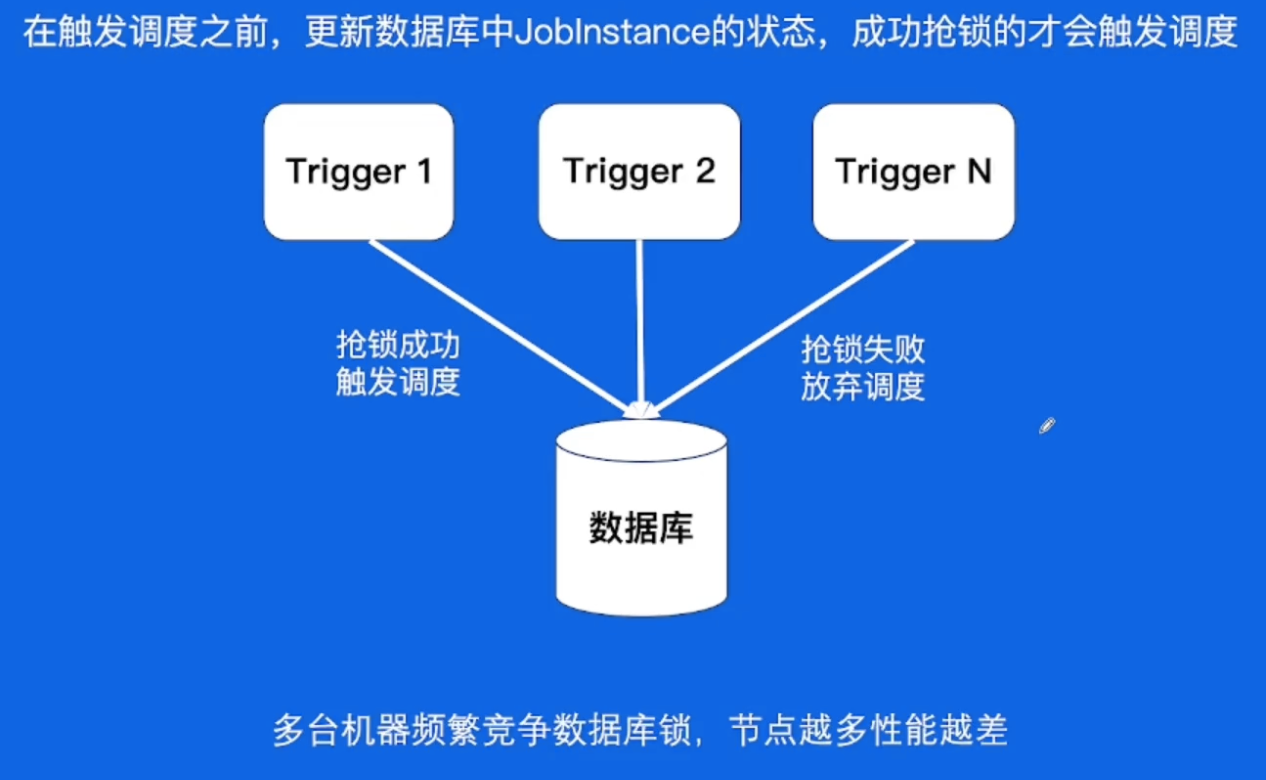 在触发调度之前，更新数据库中JobInstance的状态，成功抢锁的才会触发调度
Trigger 1
Trigger 2
Trigger N
抢锁成功
触发调度
抢锁失败
放弃调度
数据库
多台机器频繁竞争数据库锁，节点越多性能越差